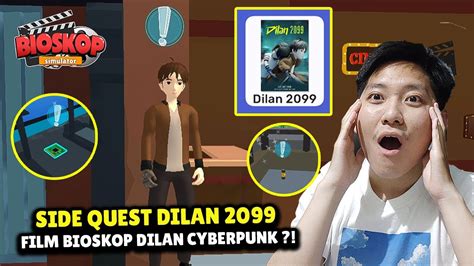 BIOSKOP
simulator
Dilan 2099
Dilan 2099
SIDE QUEST DILAN 2099
FILM BIOSKOP DILAN CYBERPUNK ?!